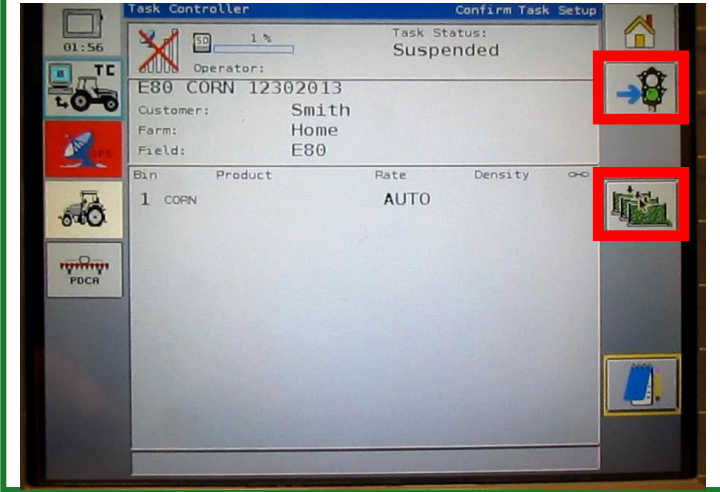 Task Controller Confirm Task Setup
01:56
SD 1 % Task Status:
Suspended
Operator:
TC
E80 CORN 12302013
Customer: Smith
Farm: Home
Field: E80
GPS
Bin Product Rate Density
1 CORN AUTO
PDCA